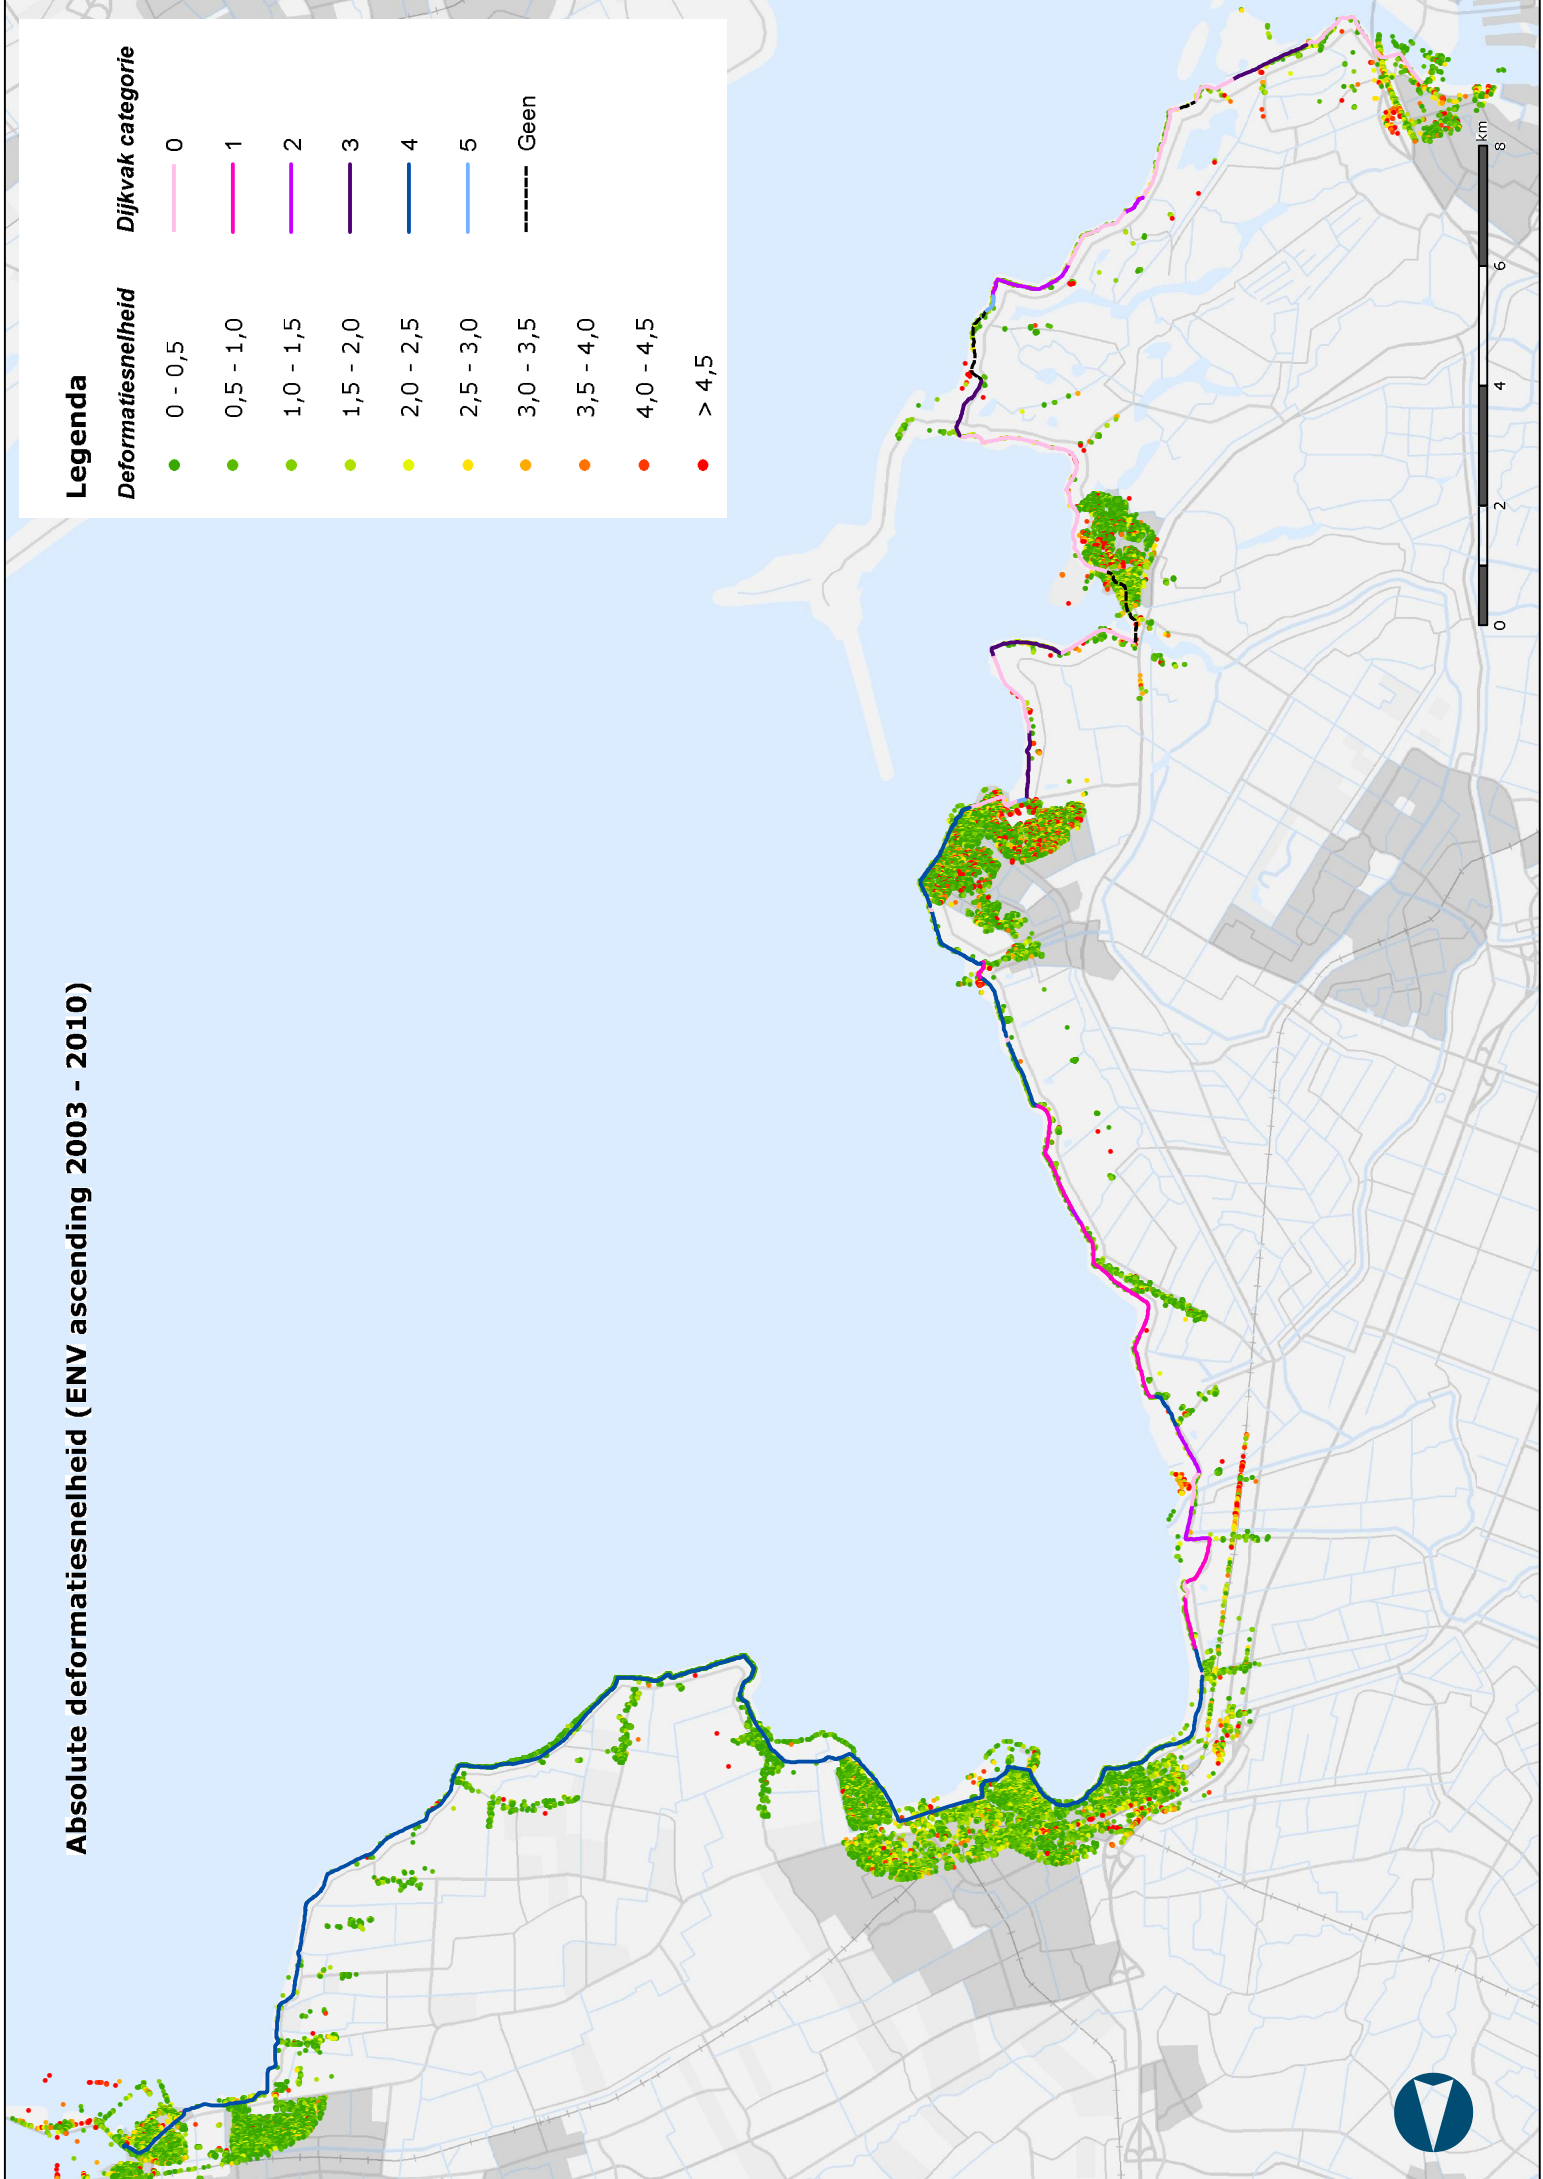 Absolute deformatiesnelheid (ENV ascending 2003 - 2010)
Legenda
Deformatiesnelheid
0 - 0,5
0,5 - 1,0
1,0 - 1,5
1,5 - 2,0
2,0 - 2,5
2,5 - 3,0
3,0 - 3,5
3,5 - 4,0
4,0 - 4,5
> 4,5
Dijkvak categorie
0
1
2
3
4
5
Geen
0 2 4 6 8
km